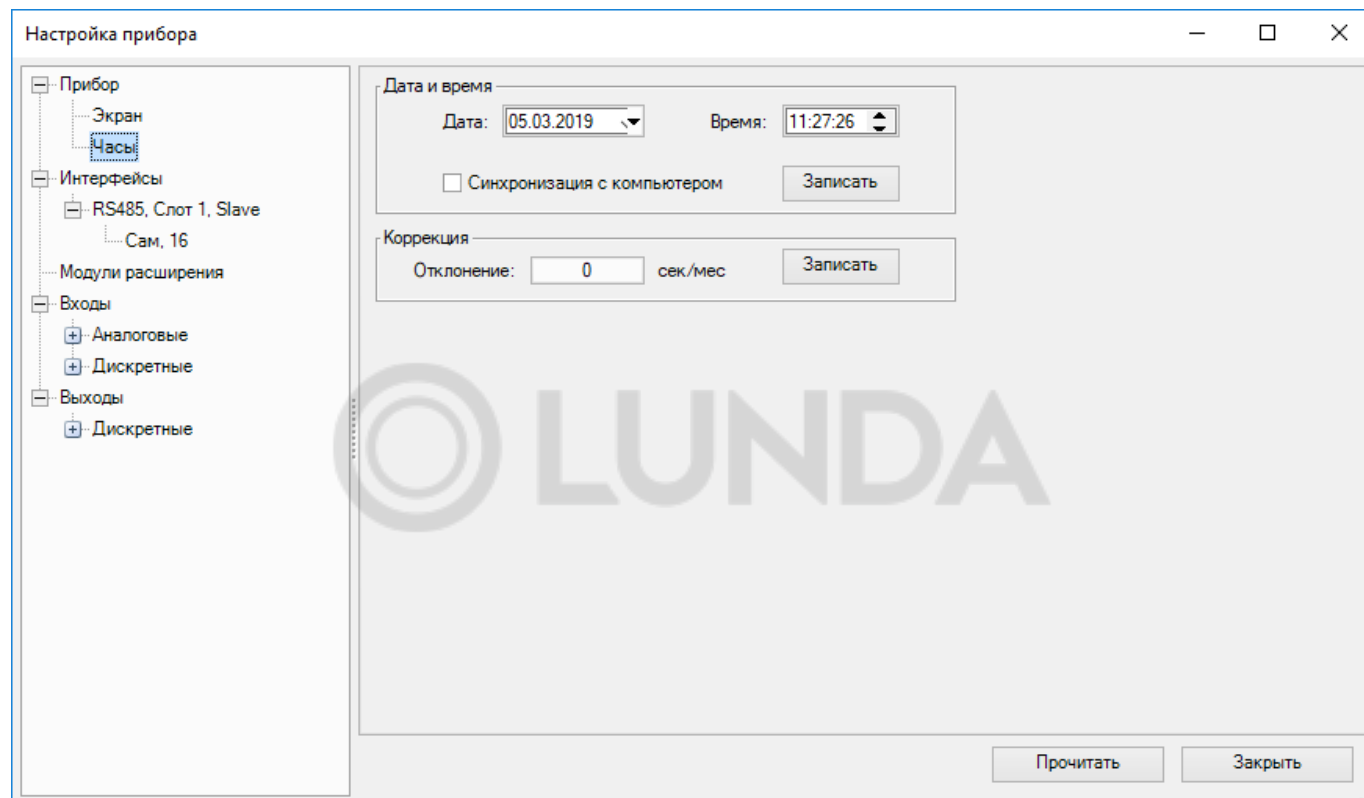 Настройка прибора
Прибор
Экран
Часы
Интерфейсы
RS485, Слот 1, Slave
Сам, 16
Модули расширения
Входы
Аналоговые
Дискретные
Выходы
Дискретные
Дата и время
Дата: 05.03.2019 Время: 11:27:26
Синхронизация с компьютером Записать
Коррекция
Отклонение: 0 сек/мес Записать
LUNDA
Прочитать Закрыть